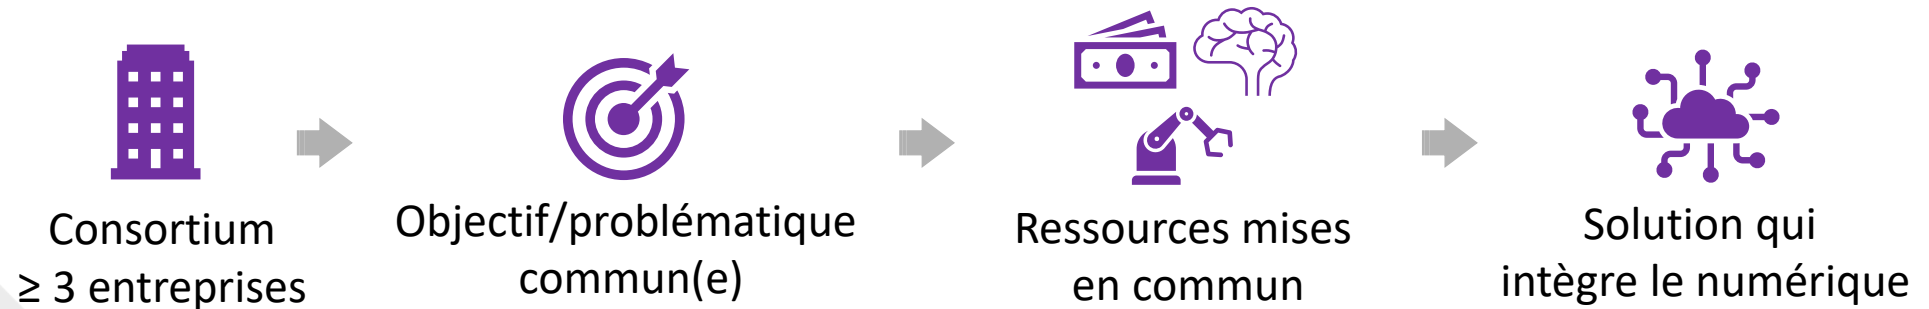 Consortium
≥ 3 entreprises
Objectif/problématique
commun(e)
Ressources mises
en commun
Solution qui
intègre le numérique